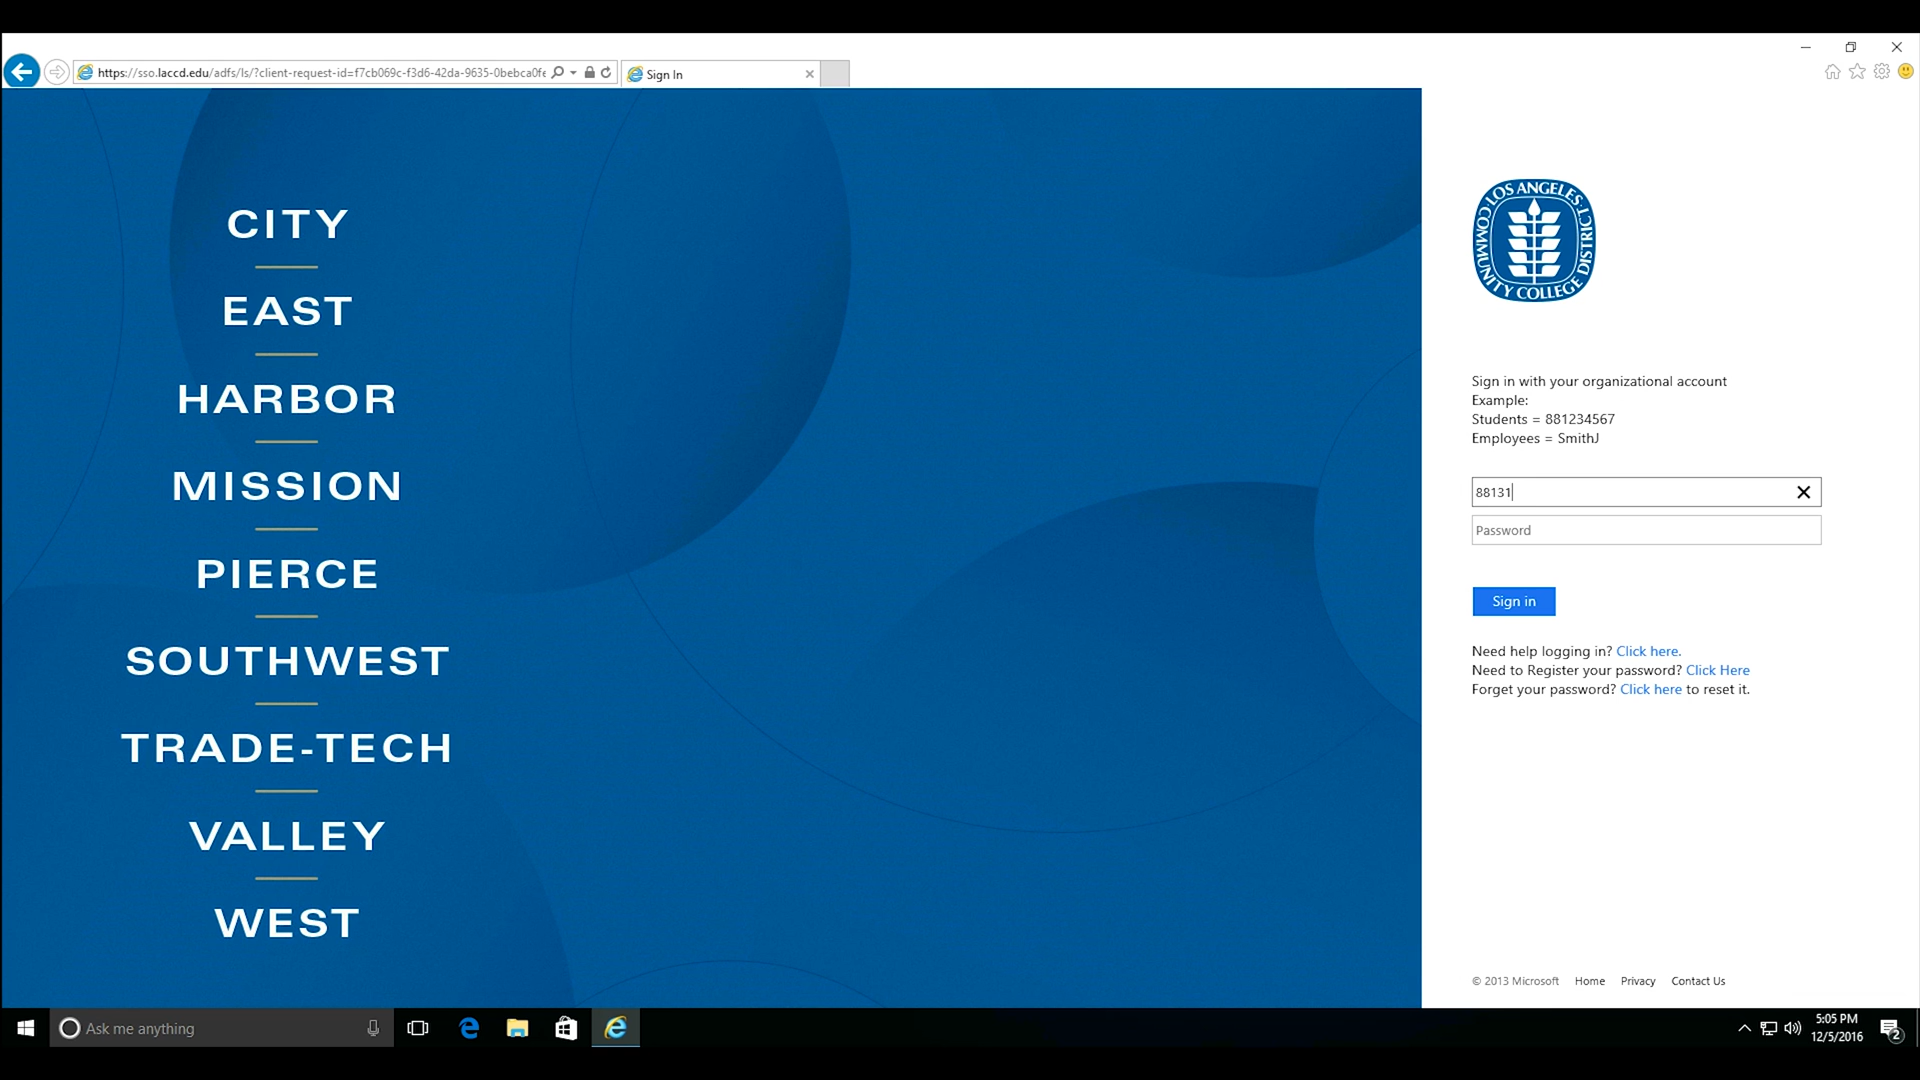 https://sso.laccd.edu/adfs/ls/?client-request-id=f7cb069c-f3d6-42da-9635-0bebca0fe
Sign In
CITY
EAST
HARBOR
MISSION
PIERCE
SOUTHWEST
TRADE-TECH
VALLEY
WEST
LOS ANGELES
COMMUNITY COLLEGE DISTRICT
Sign in with your organizational account
Example:
Students = 881234567
Employees = SmithJ
88131
Password
Sign in
Need help logging in? Click here.
Need to Register your password? Click Here
Forget your password? Click here to reset it.
© 2013 Microsoft Home Privacy Contact Us
Ask me anything
5:05 PM
12/5/2016
2